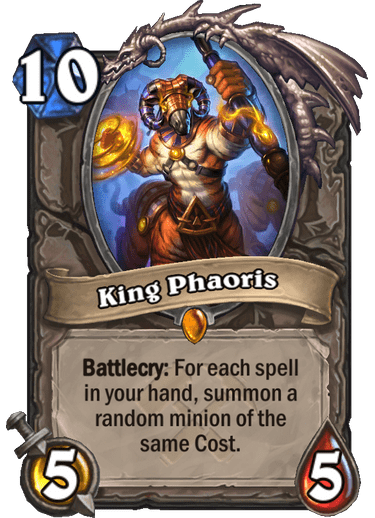 10
King Phaoris
Battlecry: For each spell
in your hand, summon a
random minion of the
same Cost.
5
5